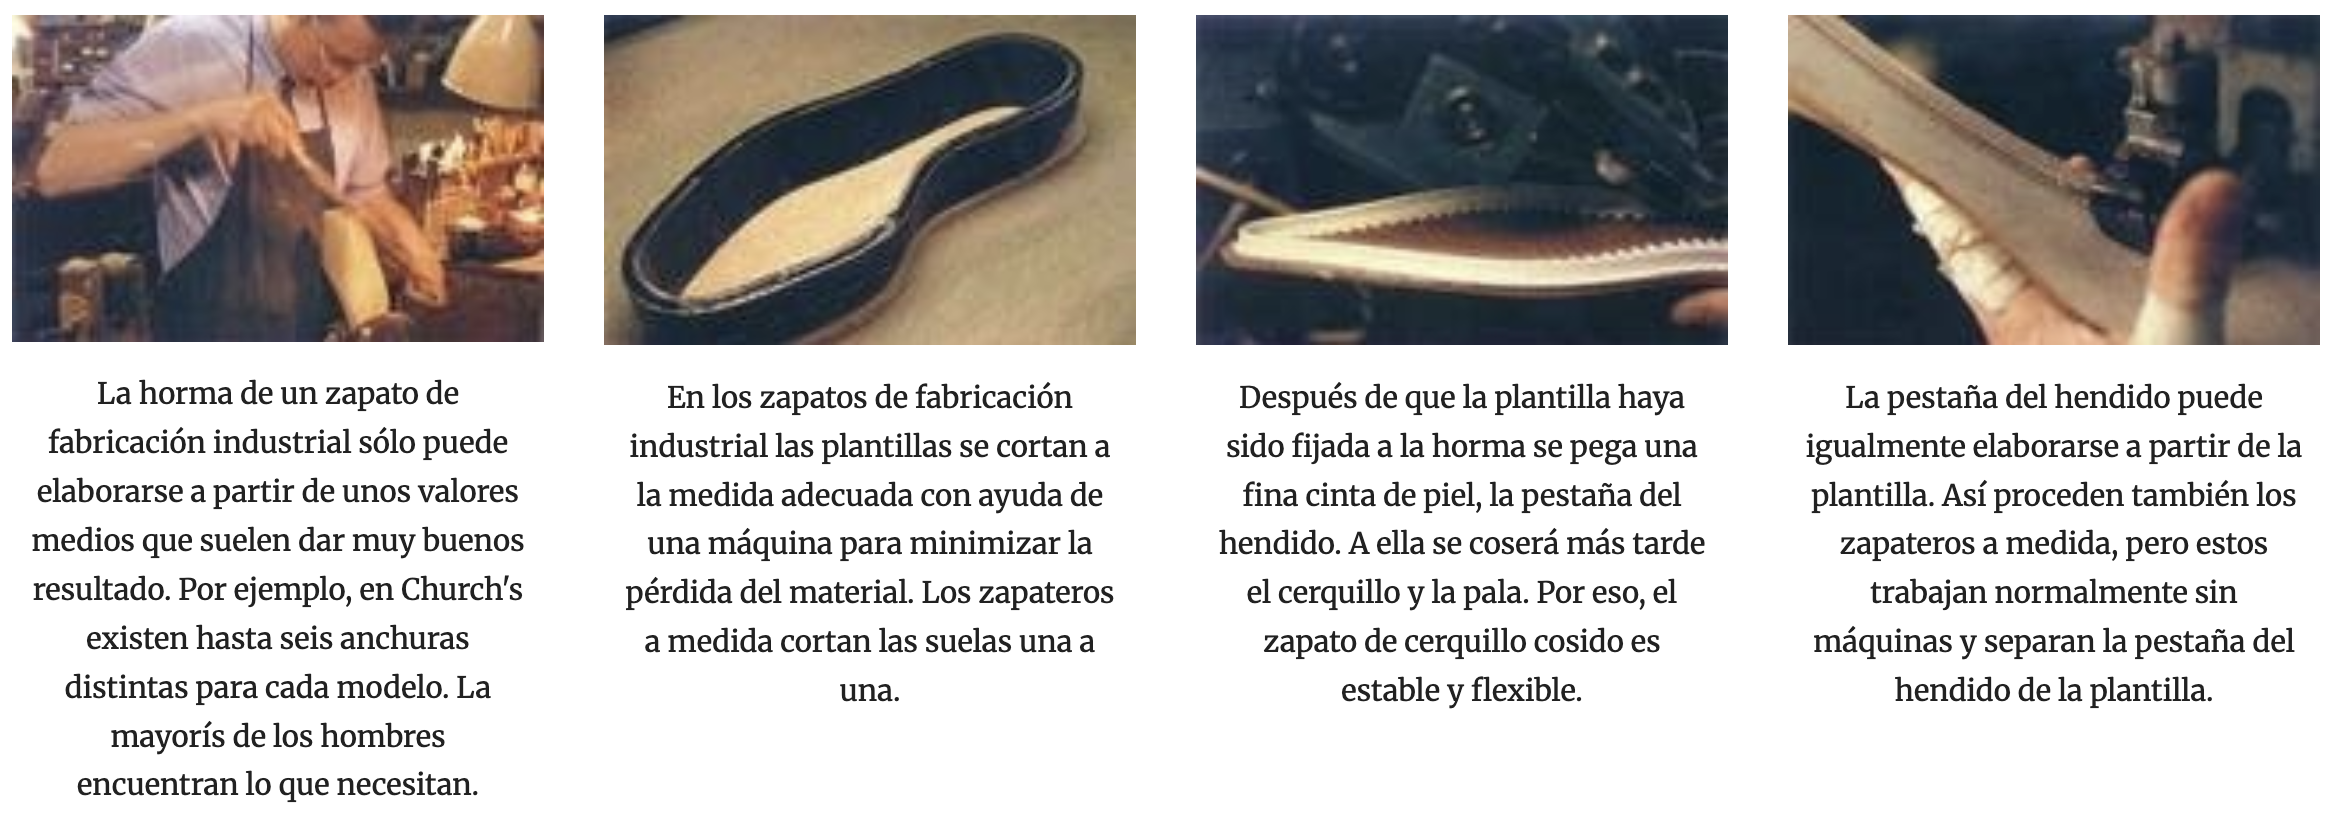 La horma de un zapato de
fabricación industrial sólo puede
elaborarse a partir de unos valores
medios que suelen dar muy buenos
resultado. Por ejemplo, en Church's
existen hasta seis anchuras
distintas para cada modelo. La
mayorís de los hombres
encuentran lo que necesitan.
En los zapatos de fabricación
industrial las plantillas se cortan a
la medida adecuada con ayuda de
una máquina para minimizar la
pérdida del material. Los zapateros
a medida cortan las suelas una a
una.
Después de que la plantilla haya
sido fijada a la horma se pega una
fina cinta de piel, la pestaña del
hendido. A ella se coserá más tarde
el cerquillo y la pala. Por eso, el
zapato de cerquillo cosido es
estable y flexible.
La pestaña del hendido puede
igualmente elaborarse a partir de la
plantilla. Así proceden también los
zapateros a medida, pero estos
trabajan normalmente sin
máquinas y separan la pestaña del
hendido de la plantilla.